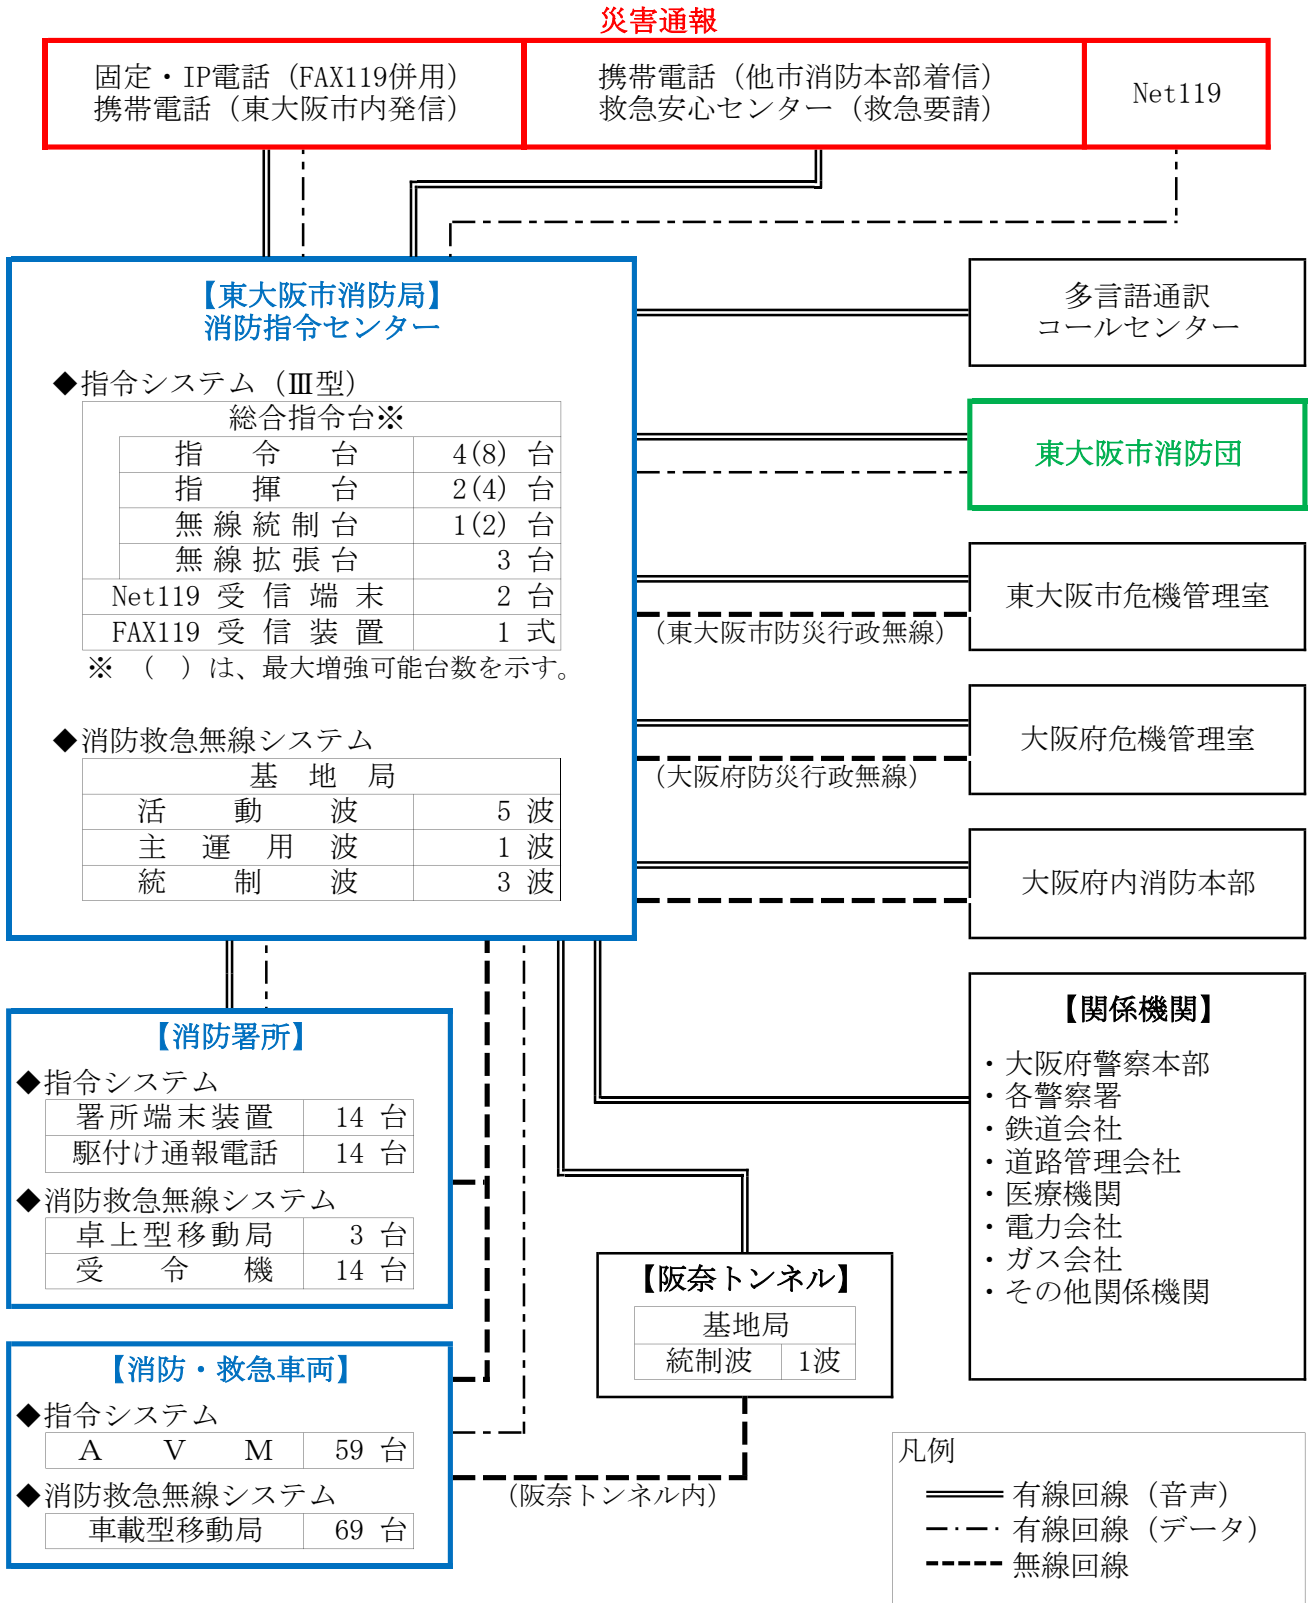 災害通報
固定・IP電話（FAX119併用）
携帯電話（東大阪市内発信）
携帯電話（他市消防本部着信）
救急安心センター（救急要請）
Net119
【東大阪市消防局】
消防指令センター
◆指令システム（Ⅲ型）
総合指令台※
指令台 4(8) 台
指揮台 2(4) 台
無線統制台 1(2) 台
無線拡張台 3 台
Net119 受信端末 2 台
FAX119 受信装置 1 式
※ （ ）は、最大増強可能台数を示す。
◆消防救急無線システム
基地局
活動波 5 波
主運用波 1 波
統制波 3 波
多言語通訳
コールセンター
東大阪市消防団
東大阪市危機管理室
（東大阪市防災行政無線）
大阪府危機管理室
（大阪府防災行政無線）
大阪府内消防本部
【関係機関】
・大阪府警察本部
・各警察署
・鉄道会社
・道路管理会社
・医療機関
・電力会社
・ガス会社
・その他関係機関
【消防署所】
◆指令システム
署所端末装置 14 台
駆付け通報電話 14 台
◆消防救急無線システム
卓上型移動局 3 台
受令機 14 台
【阪奈トンネル】
基地局
統制波 1波
【消防・救急車両】
◆指令システム
AVM 59 台
◆消防救急無線システム
車載型移動局 69 台
（阪奈トンネル内）
凡例
有線回線（音声）
有線回線（データ）
無線回線